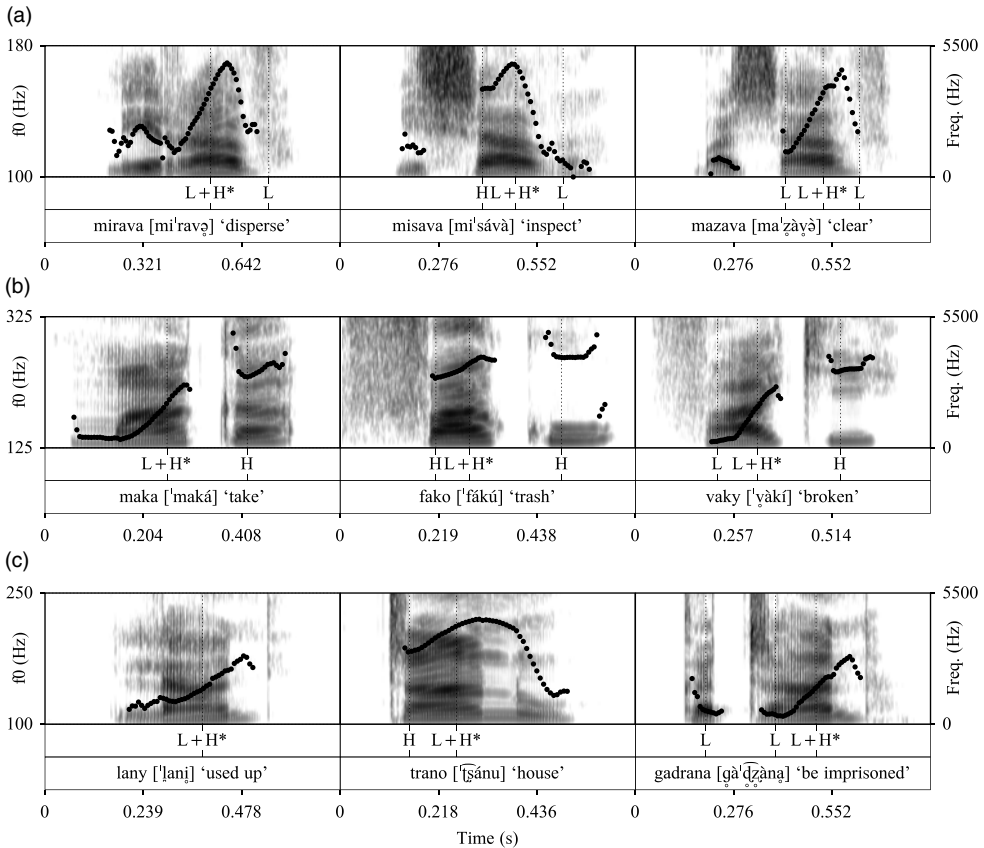 (a)
180 5500
f0 (Hz) Freq. (Hz)
100 0
L + H* L H L + H* L L L + H* L
mirava [miˈravə̥] ‘disperse’ misava [miˈsávà] ‘inspect’ mazava [maˈz̥àv̥ə̀] ‘clear’
0 0.321 0.642 0 0.276 0.552 0 0.276 0.552
(b)
325 5500
f0 (Hz) Freq. (Hz)
125 0
L + H* H H L + H* H L L + H* H
maka [ˈmaká] ‘take’ fako [ˈfákú] ‘trash’ vaky [ˈv̥àkí] ‘broken’
0 0.204 0.408 0 0.219 0.438 0 0.257 0.514
(c)
250 5500
f0 (Hz) Freq. (Hz)
100 0
L + H* H L + H* L L L + H*
lany [ˈl̥ani̥] ‘used up’ trano [ˈt͡ʂánu] ‘house’ gadrana [ɡ̥àˈɖ̥͡ʐ̥ànḁ] ‘be imprisoned’
0 0.239 0.478 0 0.218 0.436 0 0.276 0.552
Time (s)